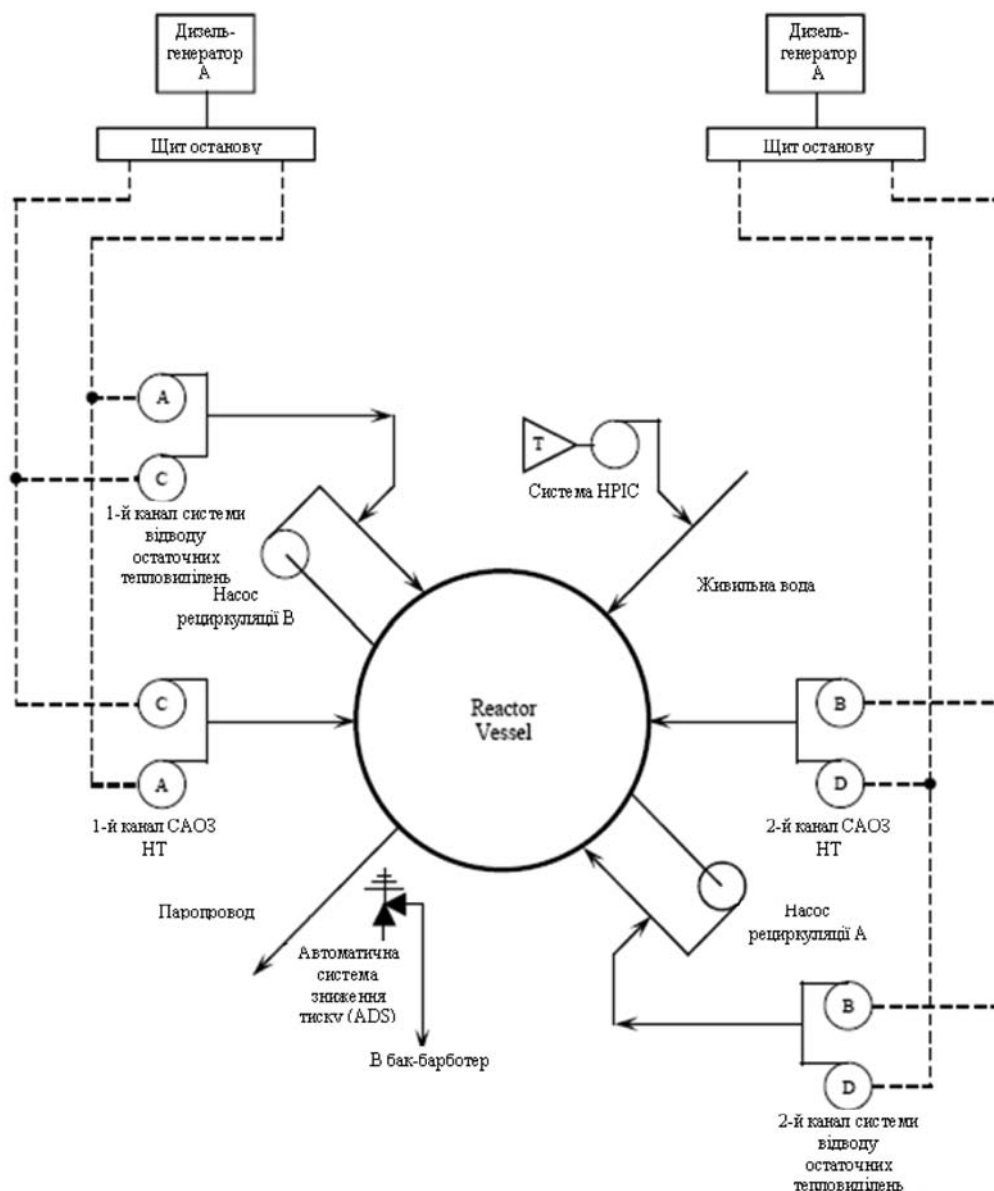 Дизель-
генератор
А
Щит останову
Дизель-
генератор
А
Щит останову
A
C
1-й канал системи
відводу
остаточних
тепловиділень
Насос
рециркуляції В
T
Система HPIC
Живильна вода
C
A
1-й канал САОЗ
НТ
Reactor
Vessel
B
D
2-й канал САОЗ
НТ
Паропровод
Автоматична
система
зниження
тиску (ADS)
В бак-барботер
Насос
рециркуляції А
B
D
2-й канал системи
відводу
остаточних
тепловиділень